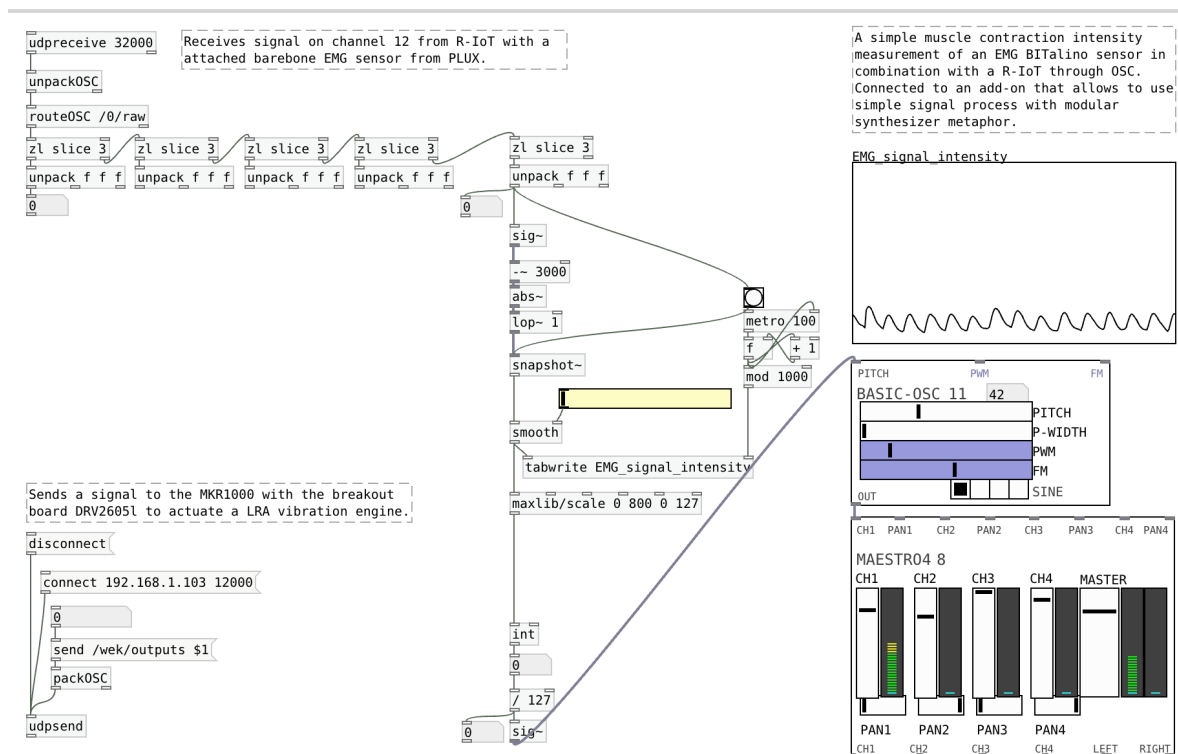 udpreceive 32000
Receives signal on channel 12 from R-IoT with a
attached barebone EMG sensor from PLUX.
unpackOSC
routeOSC /0/raw
zl slice 3
zl slice 3
zl slice 3
zl slice 3
zl slice 3
unpack f f f
unpack f f f
unpack f f f
unpack f f f
unpack f f f
0
0
sig~
-~ 3000
abs~
lop~ 1
snapshot~
metro 100
f
+ 1
mod 1000
smooth
tabwrite EMG_signal_intensity
maxlib/scale 0 800 0 127
int
0
/ 127
0
sig~
Sends a signal to the MKR1000 with the breakout
board DRV2605l to actuate a LRA vibration engine.
disconnect
connect 192.168.1.103 12000
0
send /wek/outputs $1
packOSC
udpsend
A simple muscle contraction intensity
measurement of an EMG BITalino sensor in
combination with a R-IoT through OSC.
Connected to an add-on that allows to use
simple signal process with modular
synthesizer metaphor.
EMG_signal_intensity
PITCH PWM FM
BASIC-OSC 11 42
PITCH
P-WIDTH
PWM
FM
SINE
OUT
CH1 PAN1 CH2 PAN2 CH3 PAN3 CH4 PAN4
MAESTRO4 8
CH1 CH2 CH3 CH4 MASTER
PAN1 PAN2 PAN3 PAN4
CH1 CH2 CH3 CH4 LEFT RIGHT